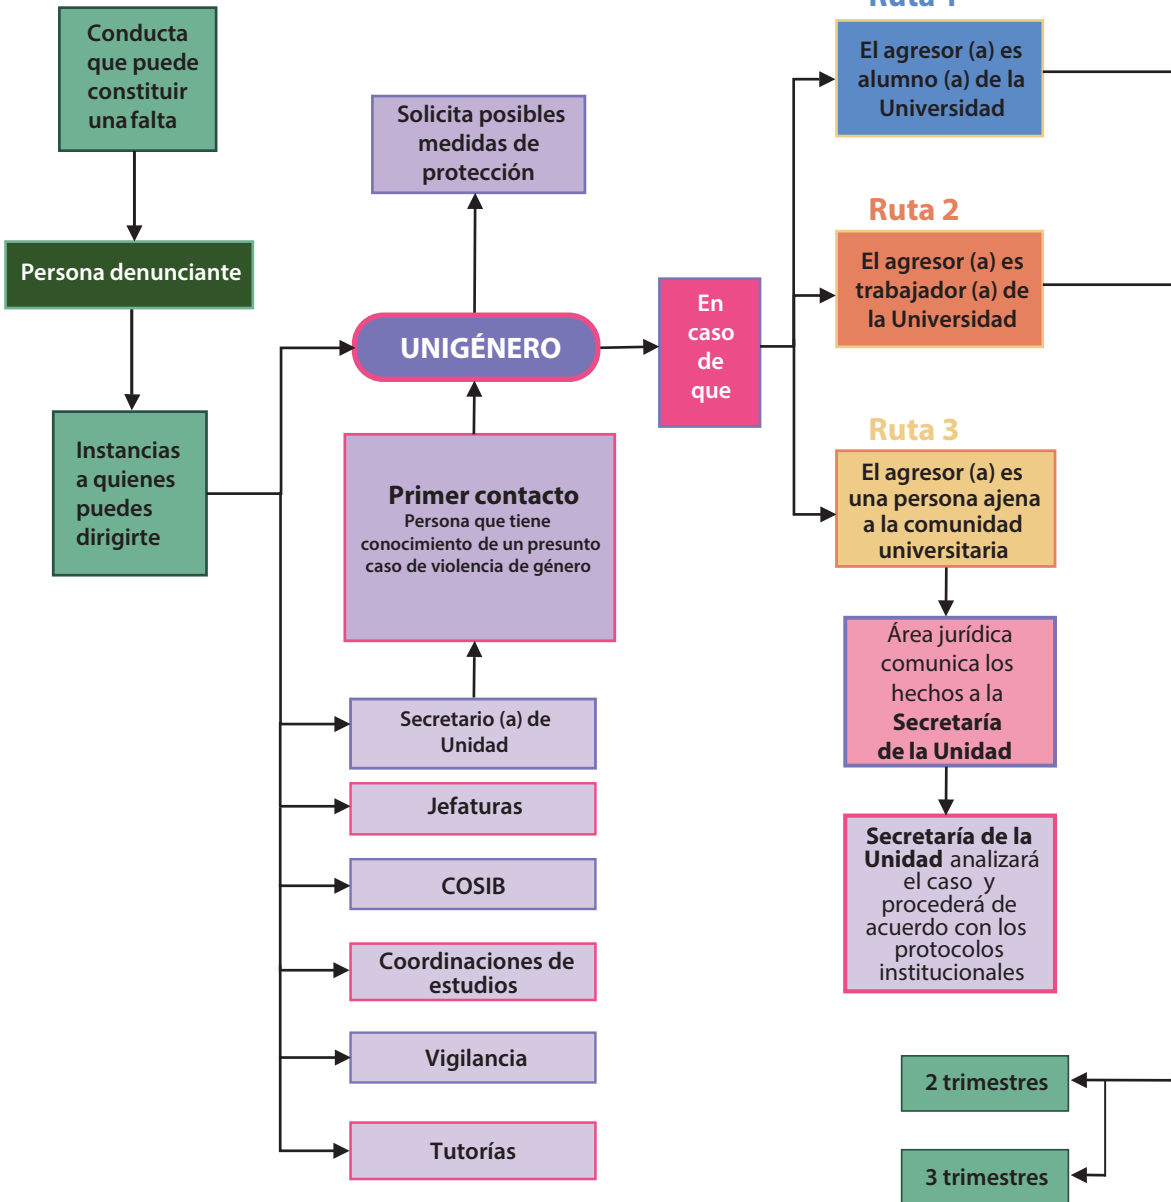 Conducta
que puede
constituir
una falta
Persona denunciante
Instancias
a quienes
puedes
dirigirte
Solicita posibles
medidas de
protección
UNIGÉNERO
Primer contacto
Persona que tiene
conocimiento de un presunto
caso de violencia de género
Secretario (a) de
Unidad
Jefaturas
COSIB
Coordinaciones de
estudios
Vigilancia
Tutorías
En
caso
de
que
Ruta 1
El agresor (a) es
alumno (a) de la
Universidad
Ruta 2
El agresor (a) es
trabajador (a) de
la Universidad
Ruta 3
El agresor (a) es
una persona ajena
a la comunidad
universitaria
Área jurídica
comunica los
hechos a la
Secretaría
de la Unidad
Secretaría de la
Unidad analizará
el caso y
procederá de
acuerdo con los
protocolos
institucionales
2 trimestres
3 trimestres